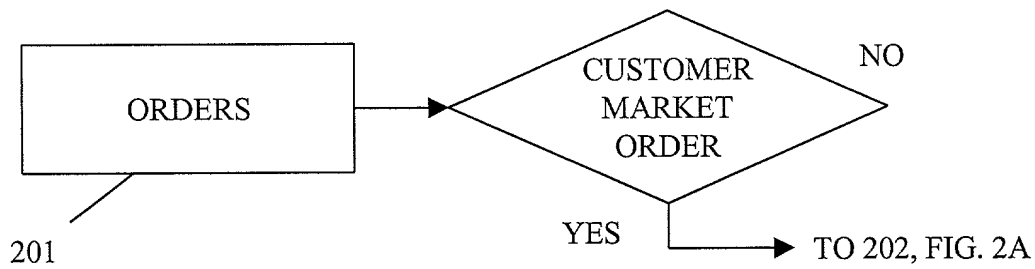 ORDERS
201
CUSTOMER
MARKET
ORDER
NO
YES
TO 202, FIG. 2A